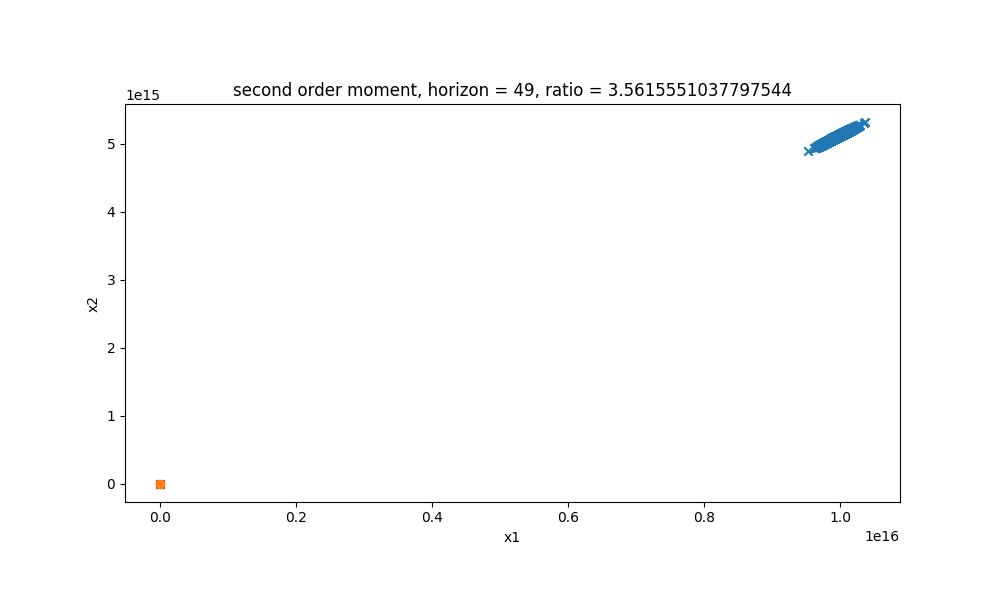 second order moment, horizon = 49, ratio = 3.5615551037797544
1e15
5
4
3
2
1
0
x2
0.0 0.2 0.4 0.6 0.8 1.0
x1
1e16